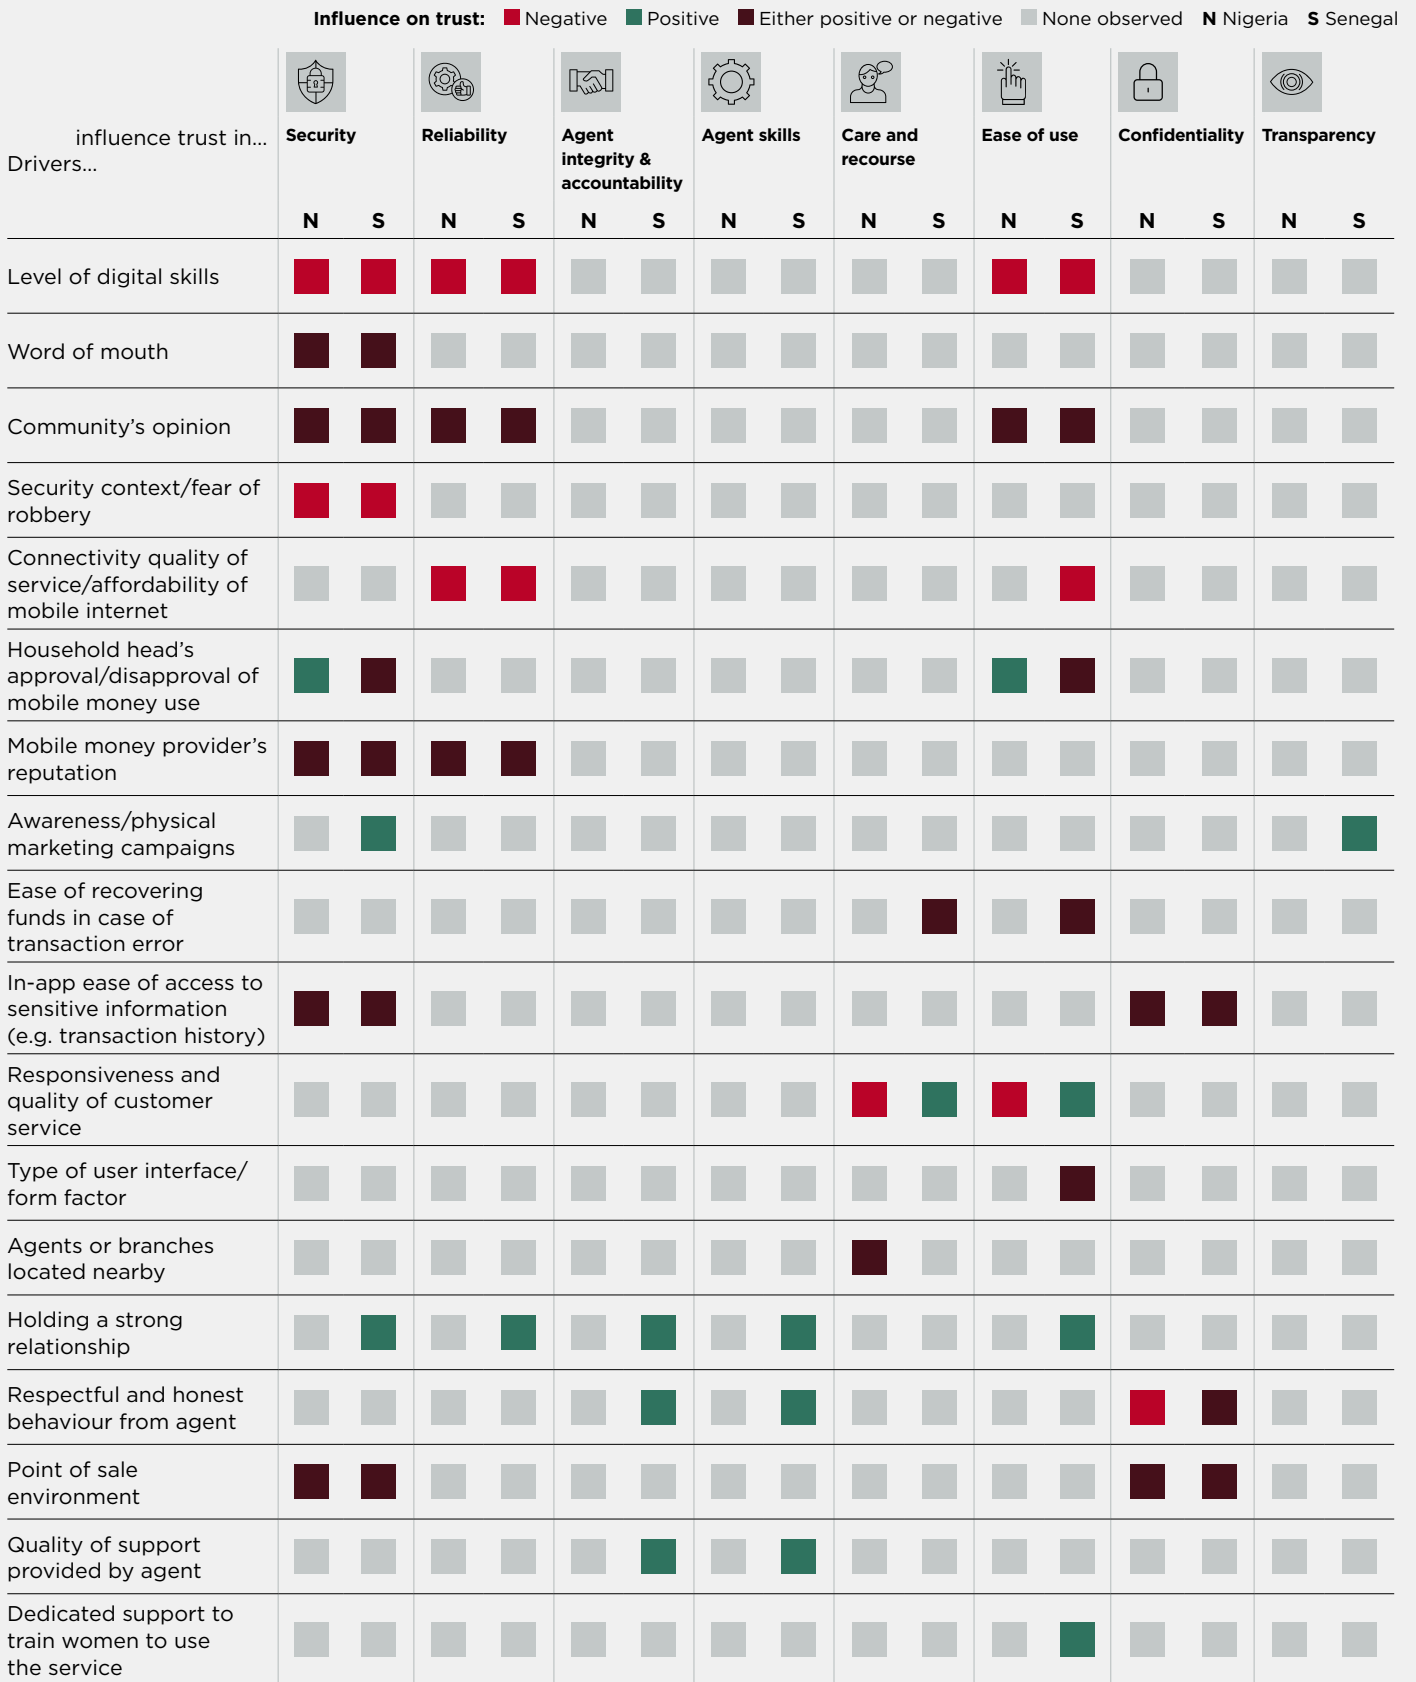 Influence on trust: Negative Positive Either positive or negative None observed N Nigeria S Senegal
influence trust in...
Drivers...
Security
Reliability
Agent
integrity &
accountability
Agent skills
Care and
recourse
Ease of use
Confidentiality
Transparency
N S N S N S N S N S N S N S N S
Level of digital skills
Word of mouth
Community’s opinion
Security context/fear of
robbery
Connectivity quality of
service/affordability of
mobile internet
Household head’s
approval/disapproval of
mobile money use
Mobile money provider’s
reputation
Awareness/physical
marketing campaigns
Ease of recovering
funds in case of
transaction error
In-app ease of access to
sensitive information
(e.g. transaction history)
Responsiveness and
quality of customer
service
Type of user interface/
form factor
Agents or branches
located nearby
Holding a strong
relationship
Respectful and honest
behaviour from agent
Point of sale
environment
Quality of support
provided by agent
Dedicated support to
train women to use
the service